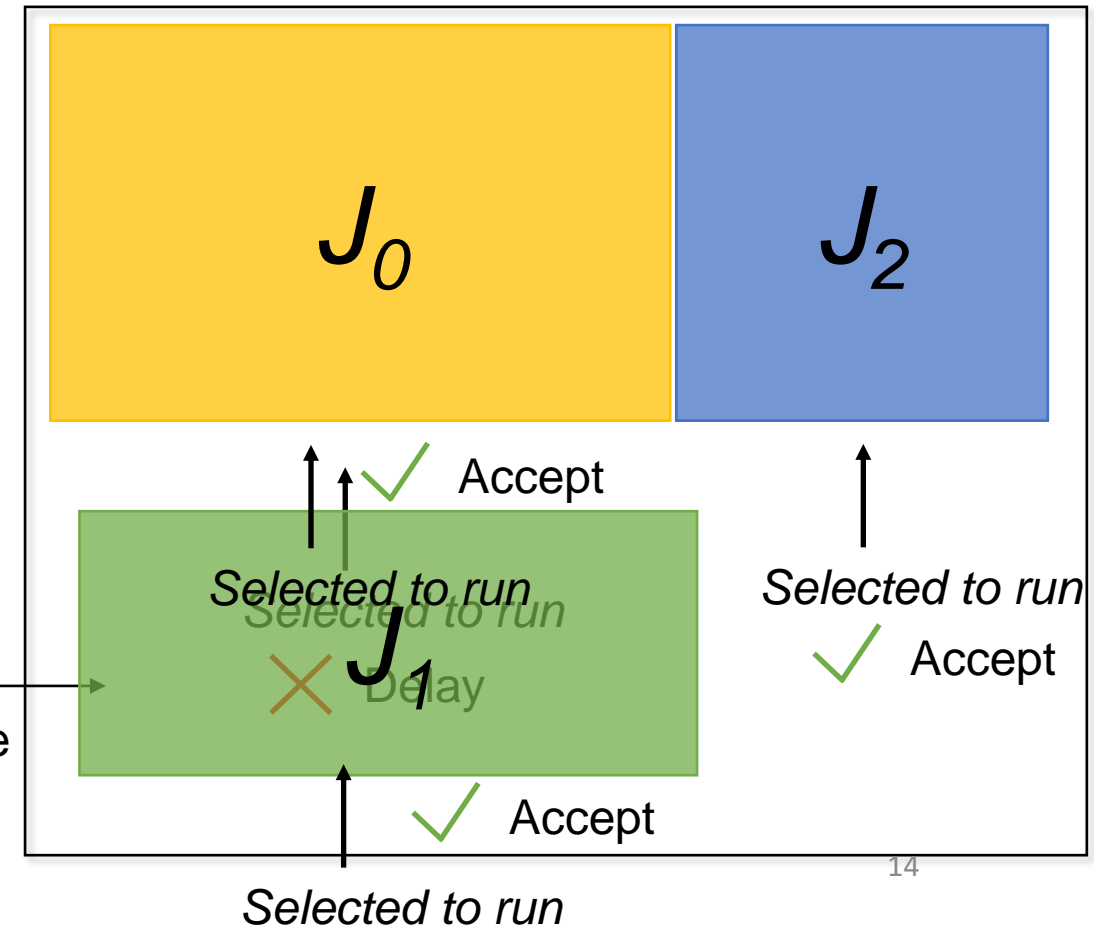 J0
J2
Accept
Selected to run
Selected to run
Selected to run
J1
Delay
Accept
e
Accept
14
Selected to run